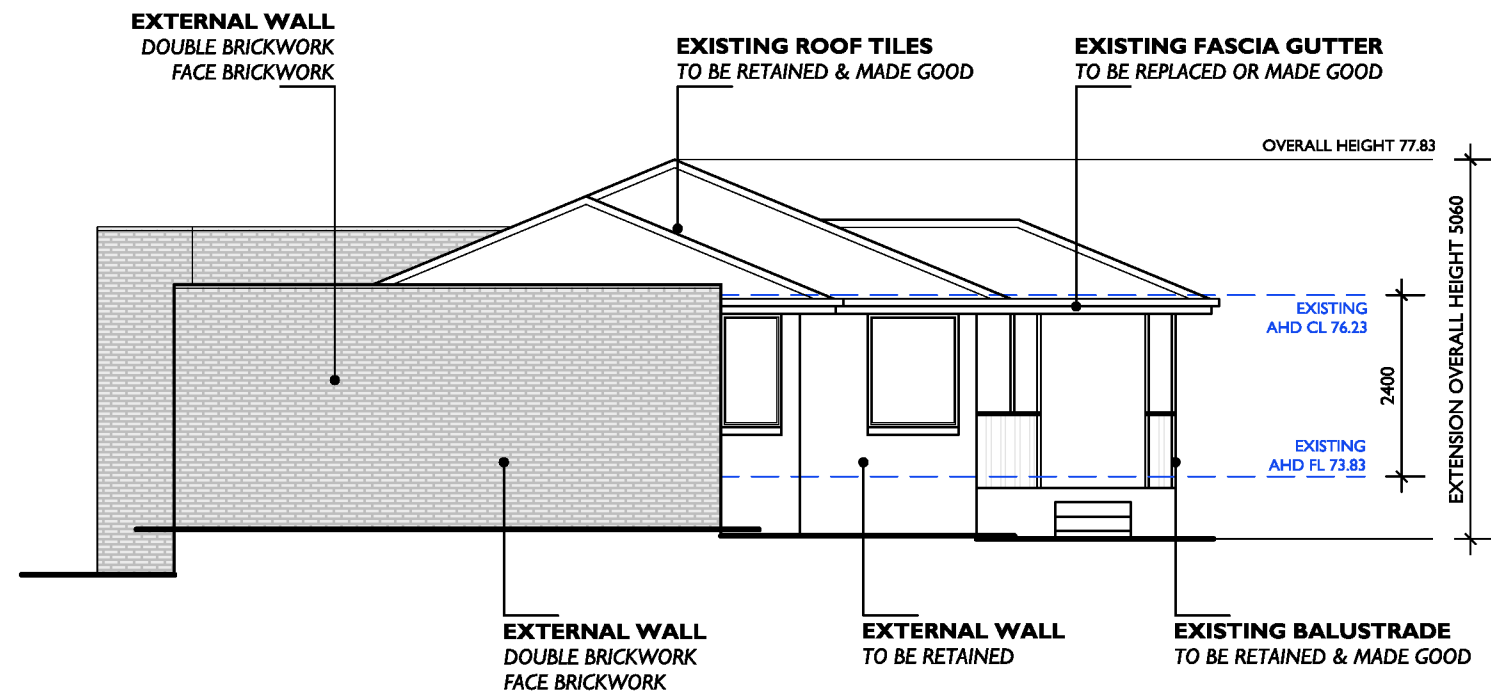 EXTERNAL WALL
DOUBLE BRICKWORK
FACE BRICKWORK
EXISTING ROOF TILES
TO BE RETAINED & MADE GOOD
EXISTING FASCIA GUTTER
TO BE REPLACED OR MADE GOOD
OVERALL HEIGHT 77.83
EXISTING
AHD CL 76.23
2400
EXTENSION OVERALL HEIGHT 5060
EXISTING
AHD FL 73.83
EXTERNAL WALL
DOUBLE BRICKWORK
FACE BRICKWORK
EXTERNAL WALL
TO BE RETAINED
EXISTING BALUSTRADE
TO BE RETAINED & MADE GOOD